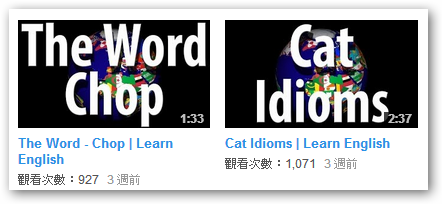 The Word
Chop
1:33
The Word - Chop | Learn
English
觀看次數：927 3 週前
Cat
Idioms
2:37
Cat Idioms | Learn English
觀看次數：1,071 3 週前